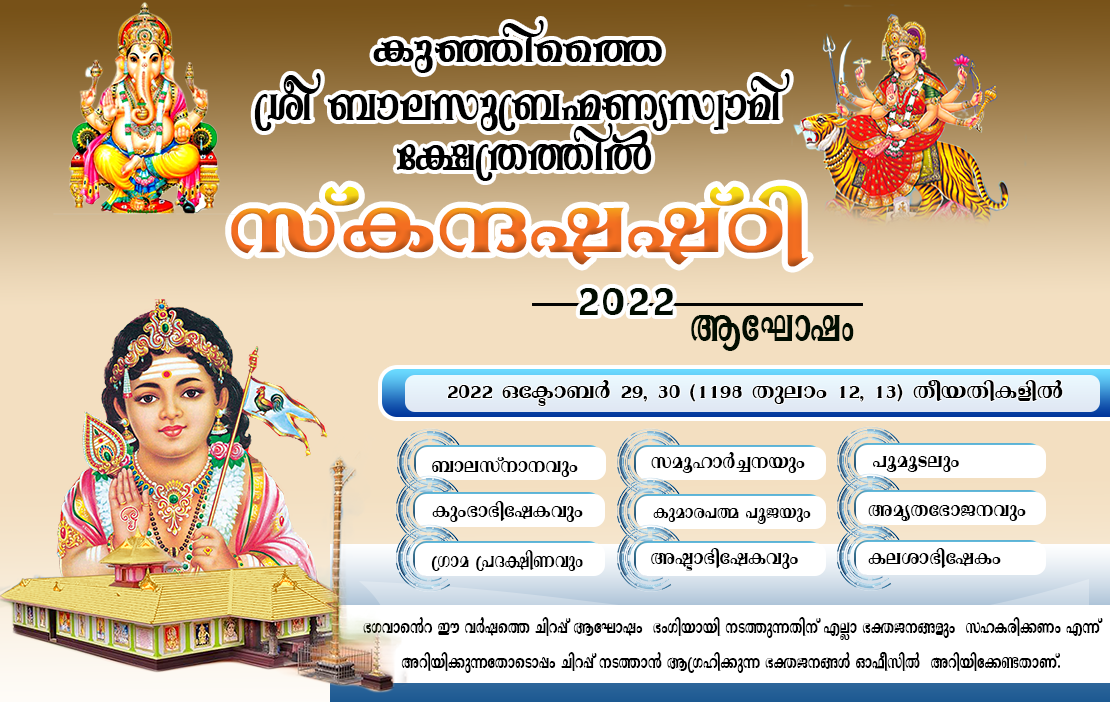 കുഞ്ഞിത്തൈ
ശ്രീ ബാലസുബ്രഹ്മണ്യസ്വാമി
ക്ഷേത്രത്തിൽ
സ്കന്ദഷഷ്ഠി
2022
ആഘോഷം
2022 ഒക്ടോബർ 29, 30 (1198 തുലാം 12, 13) തീയതികളിൽ
ബാലസ്നാനവും സമൂഹാർച്ചനയും പൂമൂടലും
കുംഭാഭിഷേകവും കുമാരപത്മ പൂജയും അമൃതഭോജനവും
ഗ്രാമ പ്രദക്ഷിണവും അഷ്ടാഭിഷേകവും കലശാഭിഷേകം
ഭഗവാൻെറ ഈ വർഷത്തെ ചിറപ്പ് ആഘോഷം ഭംഗിയായി നടത്തുന്നതിന് എല്ലാ ഭക്തജനങ്ങളും സഹകരിക്കണം എന്ന്
അറിയിക്കുന്നതോടൊപ്പം ചിറപ്പ് നടത്താൻ ആഗ്രഹിക്കുന്ന ഭക്തജനങ്ങൾ ഓഫീസിൽ അറിയിക്കേണ്ടതാണ്.